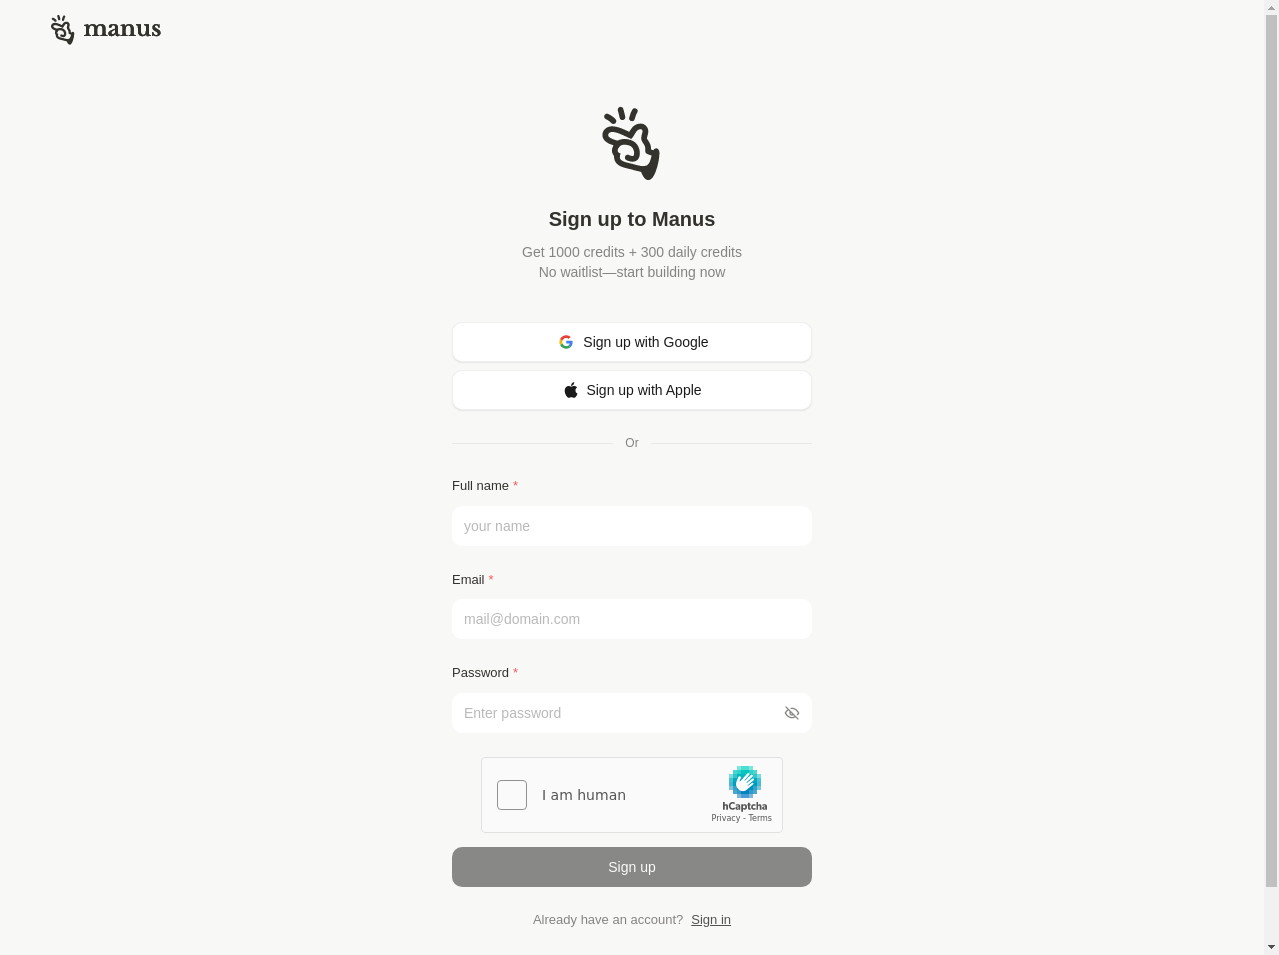 manus
Sign up to Manus
Get 1000 credits + 300 daily credits
No waitlist—start building now
Sign up with Google
Sign up with Apple
Or
Full name *
your name
Email *
mail@domain.com
Password *
Enter password
I am human
hCaptcha
Privacy - Terms
Sign up
Already have an account? Sign in